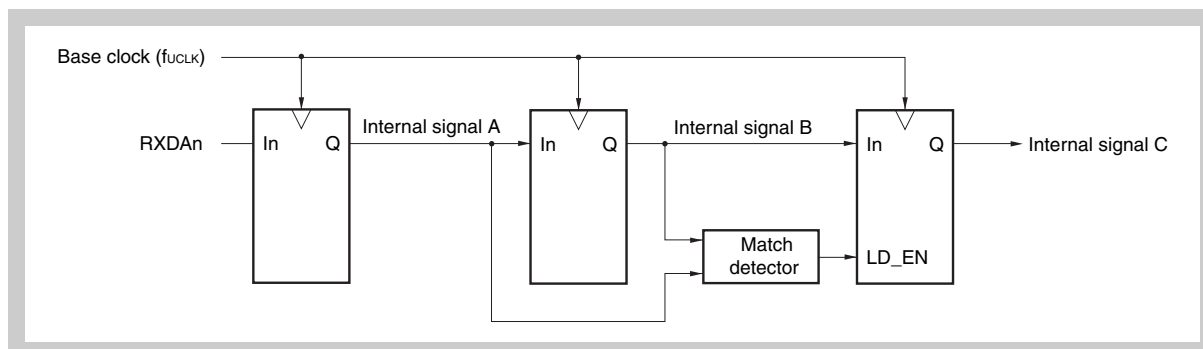 Base clock (fUCLK)
RXDAn
In
Q
Internal signal A
In
Q
Internal signal B
In
Q
Internal signal C
Match
detector
LD_EN